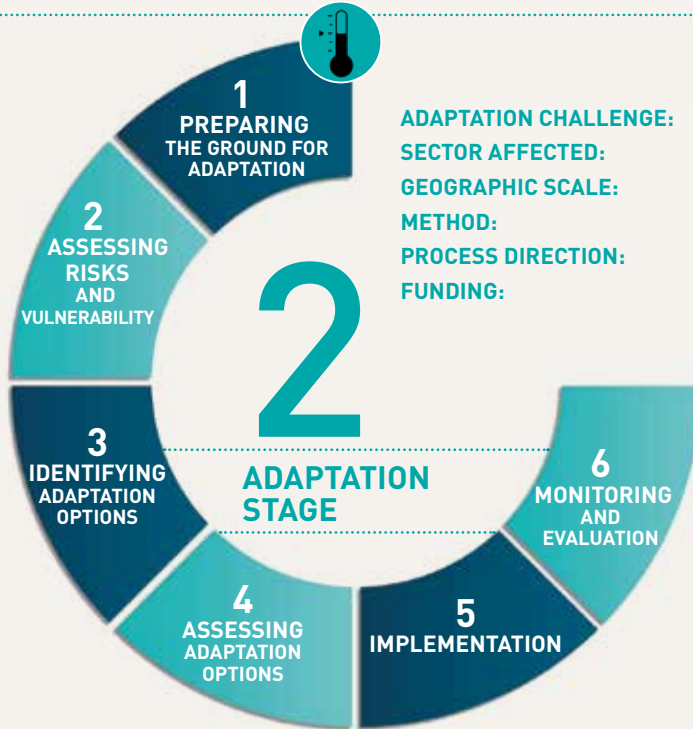 1
PREPARING
THE GROUND FOR
ADAPTATION
2
ASSESSING
RISKS
AND
VULNERABILITY
3
IDENTIFYING
ADAPTATION
OPTIONS
4
ASSESSING
ADAPTATION
OPTIONS
5
IMPLEMENTATION
6
MONITORING
AND
EVALUATION
2
ADAPTATION
STAGE
ADAPTATION CHALLENGE:
SECTOR AFFECTED:
GEOGRAPHIC SCALE:
METHOD:
PROCESS DIRECTION:
FUNDING: